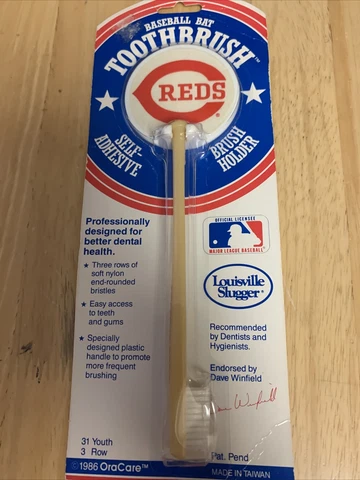 BASEBALL BAT
TOOTHBRUSH™
REDS
SELF-
ADHESIVE
BRUSH
HOLDER
Professionally
designed for
better dental
health.
★ Three rows of
soft nylon
end-rounded
bristles
★ Easy access
to teeth
and gums
★ Specially
designed plastic
handle to promote
more frequent
brushing
31 Youth
3 Row
©1986 OraCare™
OFFICIAL LICENSEE
MAJOR LEAGUE BASEBALL
Louisville
Slugger®
Recommended
by Dentists and
Hygienists.
Endorsed by
Dave Winfield
Winfield
Pat. Pend
MADE IN TAIWAN